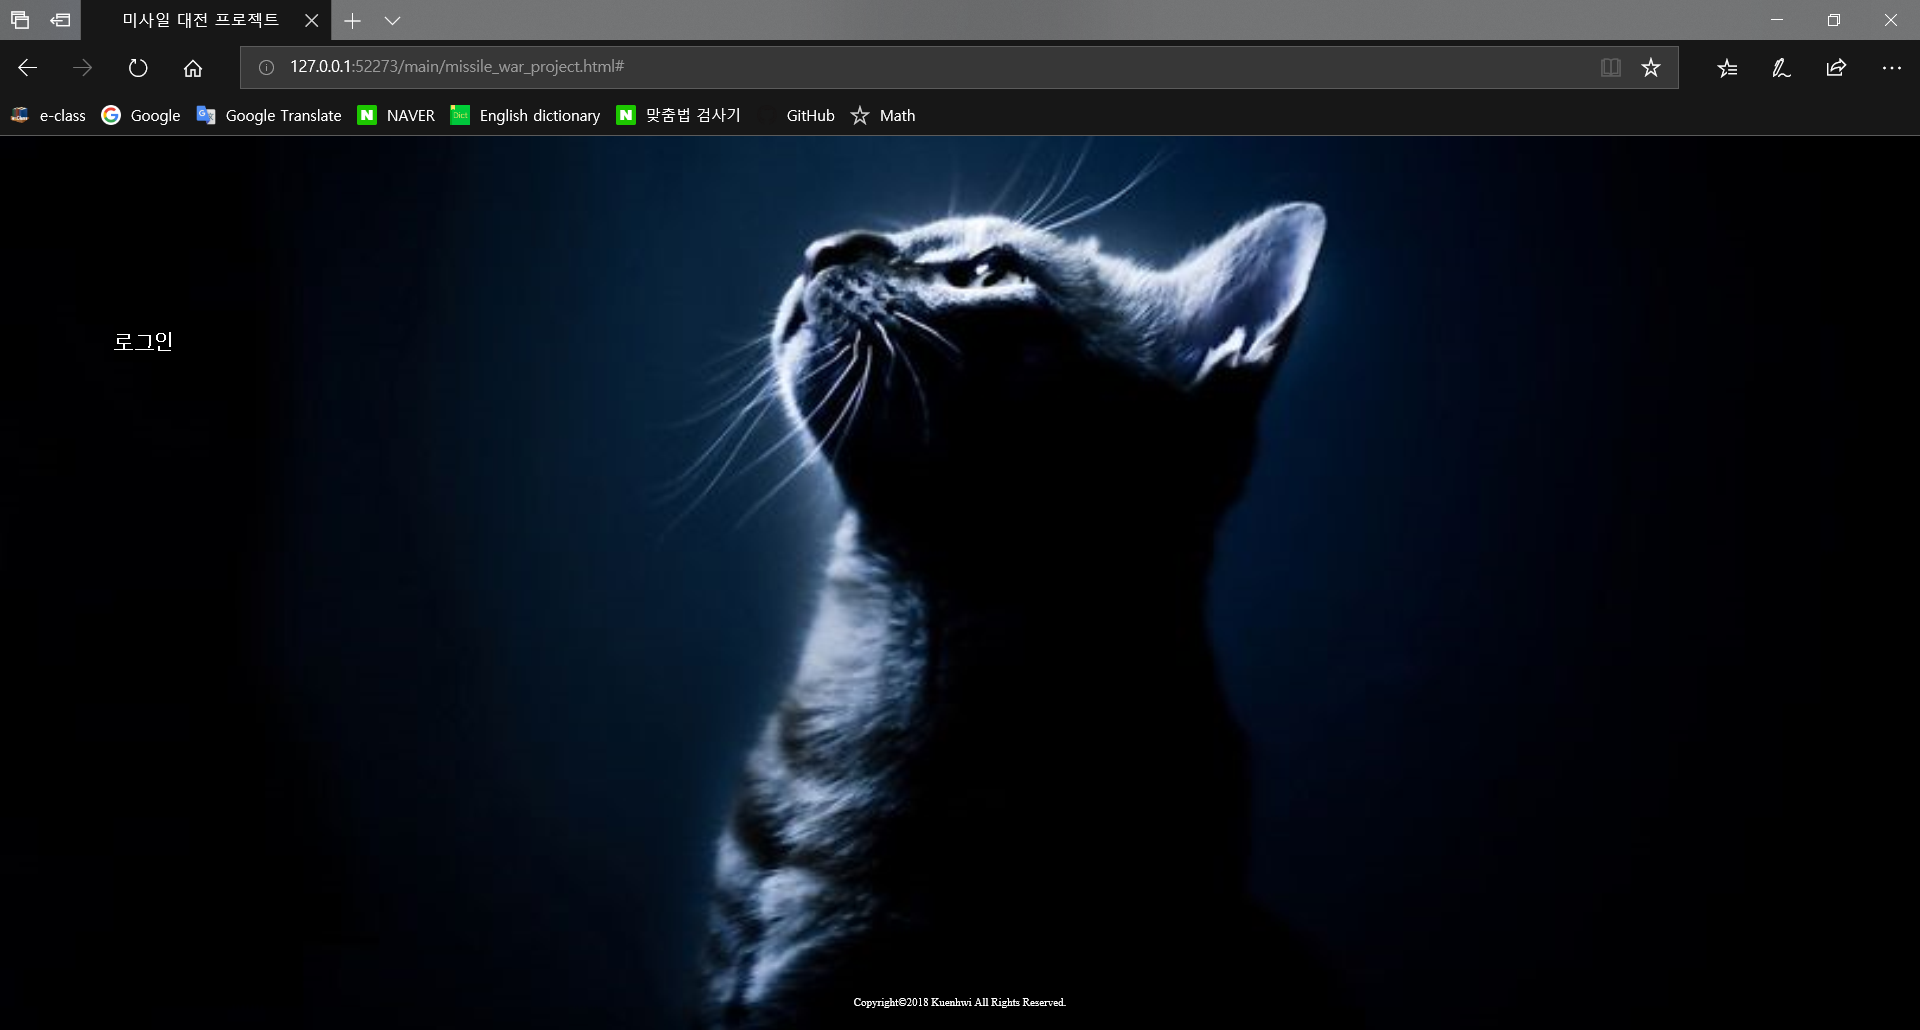 미사일 대전 프로젝트
127.0.0.1:52273/main/missile_war_project.html#
e-class Google Google Translate NAVER English dictionary 맞춤법 검사기 GitHub Math
로그인
Copyright©2018 Kuenhwi All Rights Reserved.